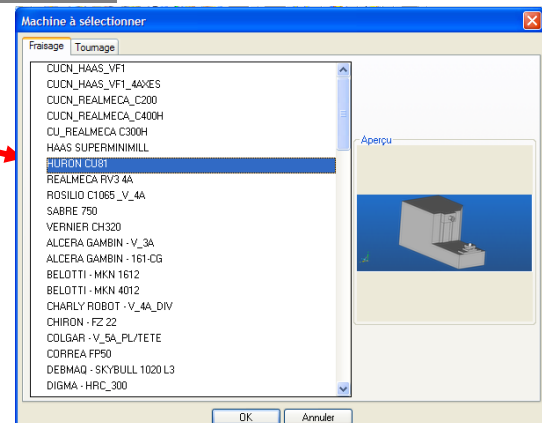 Machine à sélectionner
Fraisage Tournage
CUCN_HAAS_VF1
CUCN_HAAS_VF1_4AXES
CUCN_REALMECA_C200
CUCN_REALMECA_C400H
CU_REALMECA C300H
HAAS SUPERMINIMILL
HURON CU81
REALMECA RV3 4A
ROSILIO C1065 _V_4A
SABRE 750
VERNIER CH320
ALCERA GAMBIN - V_3A
ALCERA GAMBIN - 161-CG
BELOTTI - MKN 1612
BELOTTI - MKN 4012
CHARLY ROBOT - V_4A_DIV
CHIRON - FZ 22
COLGAR - V_5A_PL/TETE
CORREA FP50
DEBMAQ - SKYBULL 1020 L3
DIGMA - HRC_300
Aperçu
OK Annuler